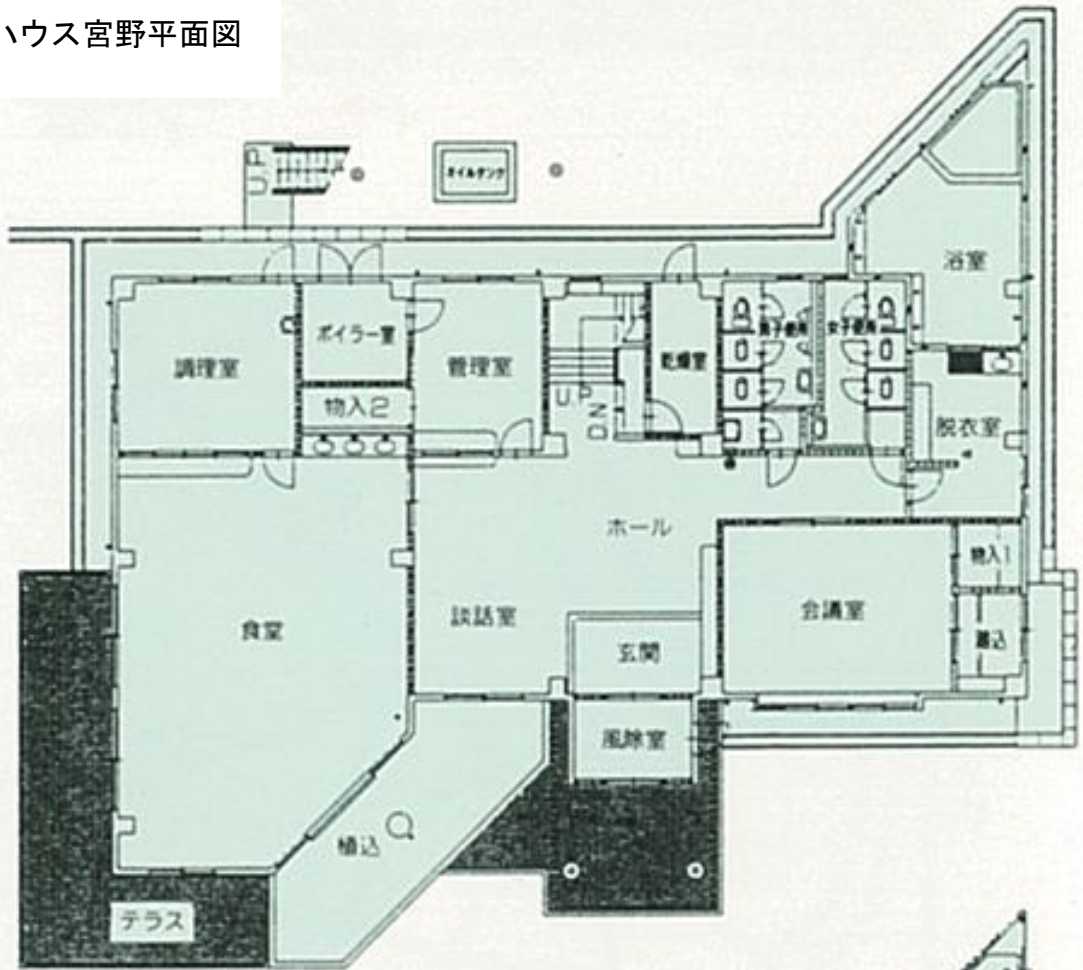 ハウス宮野平面図
UP
オイルタンク
浴室
調理室
ボイラー室
管理室
乾燥室
男子便所
女子便所
物入2
UP
DN
脱衣室
ホール
物入1
食堂
談話室
玄関
会議室
風除室
植込
テラス